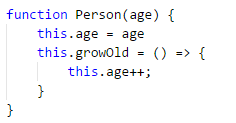 function Person(age) {
    this.age = age
    this.growOld = () => {
        this.age++;
    }
}